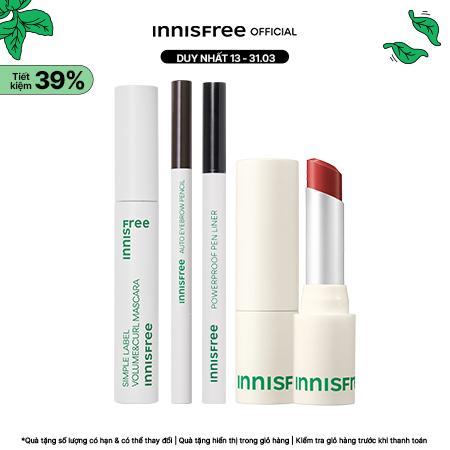 innisfree OFFICIAL
DUY NHẤT 13 - 31.03
Tiết
kiệm 39%
SIMPLE LABEL
VOLUME&CURL MASCARA
innisfree
innisfree
innisfree AUTO EYEBROW PENCIL
innisfree POWERPROOF PEN LINER
innisfree
innisfree
*Quà tặng số lượng có hạn & có thể thay đổi | Quà tặng hiển thị trong giỏ hàng | Kiểm tra giỏ hàng trước khi thanh toán